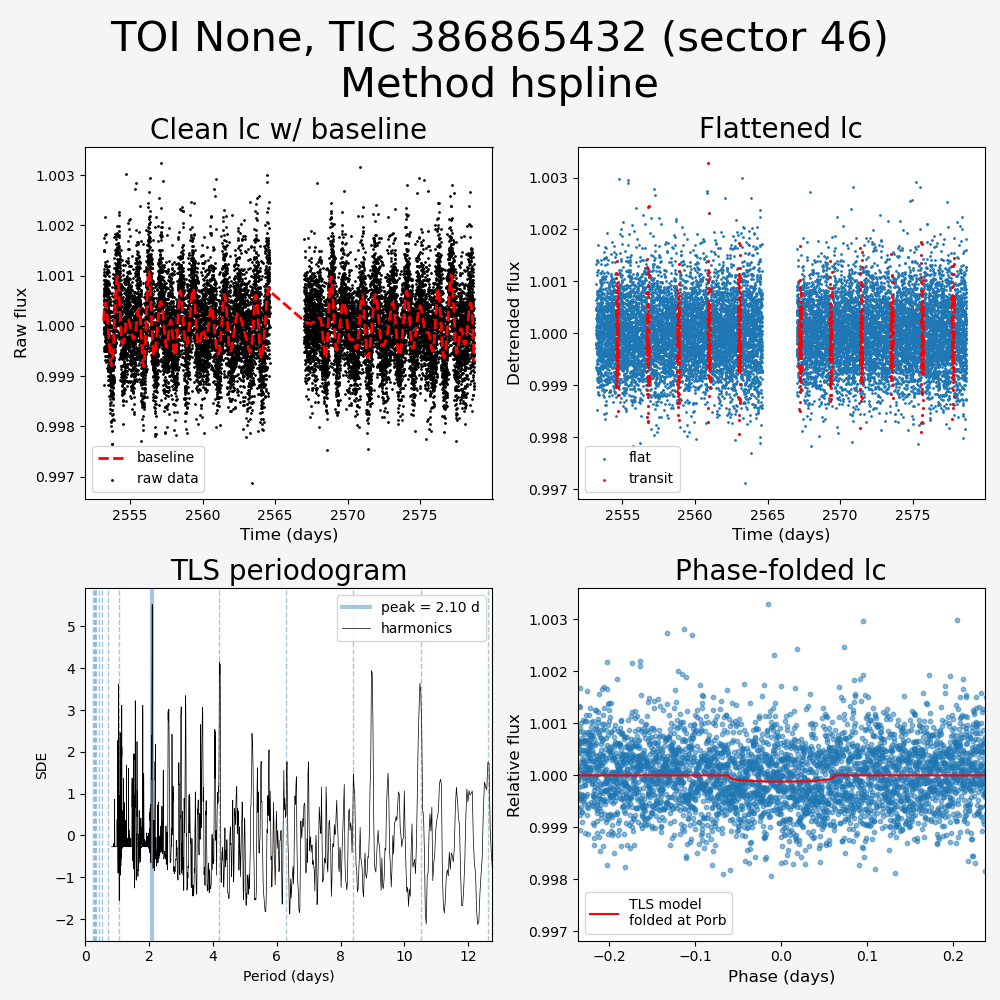 TOI None, TIC 386865432 (sector 46)
Method hspline
Clean lc w/ baseline
Raw flux
1.003
1.002
1.001
1.000
0.999
0.998
0.997
baseline
raw data
2555
2560
2565
2570
2575
Time (days)
Flattened lc
Detrended flux
1.003
1.002
1.001
1.000
0.999
0.998
0.997
flat
transit
2555
2560
2565
2570
2575
Time (days)
TLS periodogram
SDE
5
4
3
2
1
0
−1
−2
peak = 2.10 d
harmonics
0
2
4
6
8
10
12
Period (days)
Phase-folded lc
Relative flux
1.003
1.002
1.001
1.000
0.999
0.998
0.997
TLS model
folded at Porb
−0.2
−0.1
0.0
0.1
0.2
Phase (days)